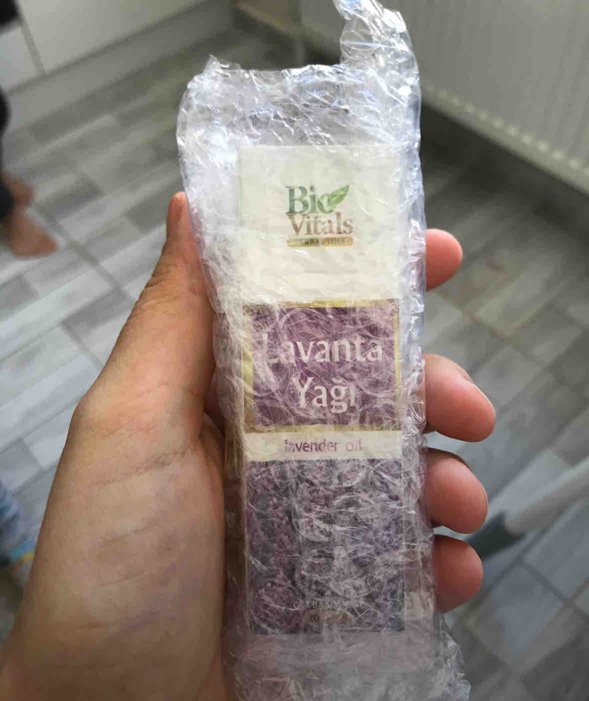 Bio
Vitals
Lavanta
Yağı
lavender oil